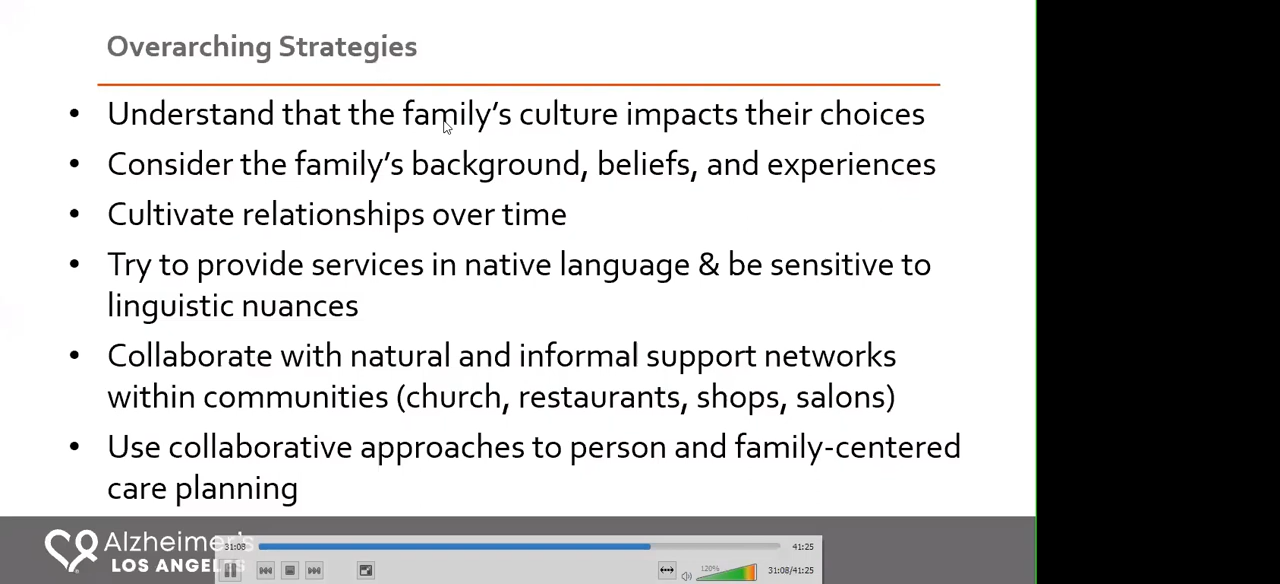 Overarching Strategies
• Understand that the family's culture impacts their choices
• Consider the family's background, beliefs, and experiences
• Cultivate relationships over time
• Try to provide services in native language & be sensitive to
linguistic nuances
• Collaborate with natural and informal support networks
within communities (church, restaurants, shops, salons)
• Use collaborative approaches to person and family-centered
care planning
Alzheimer's
LOS ANGELES
31:08
41:25
120%
31:08/41:25